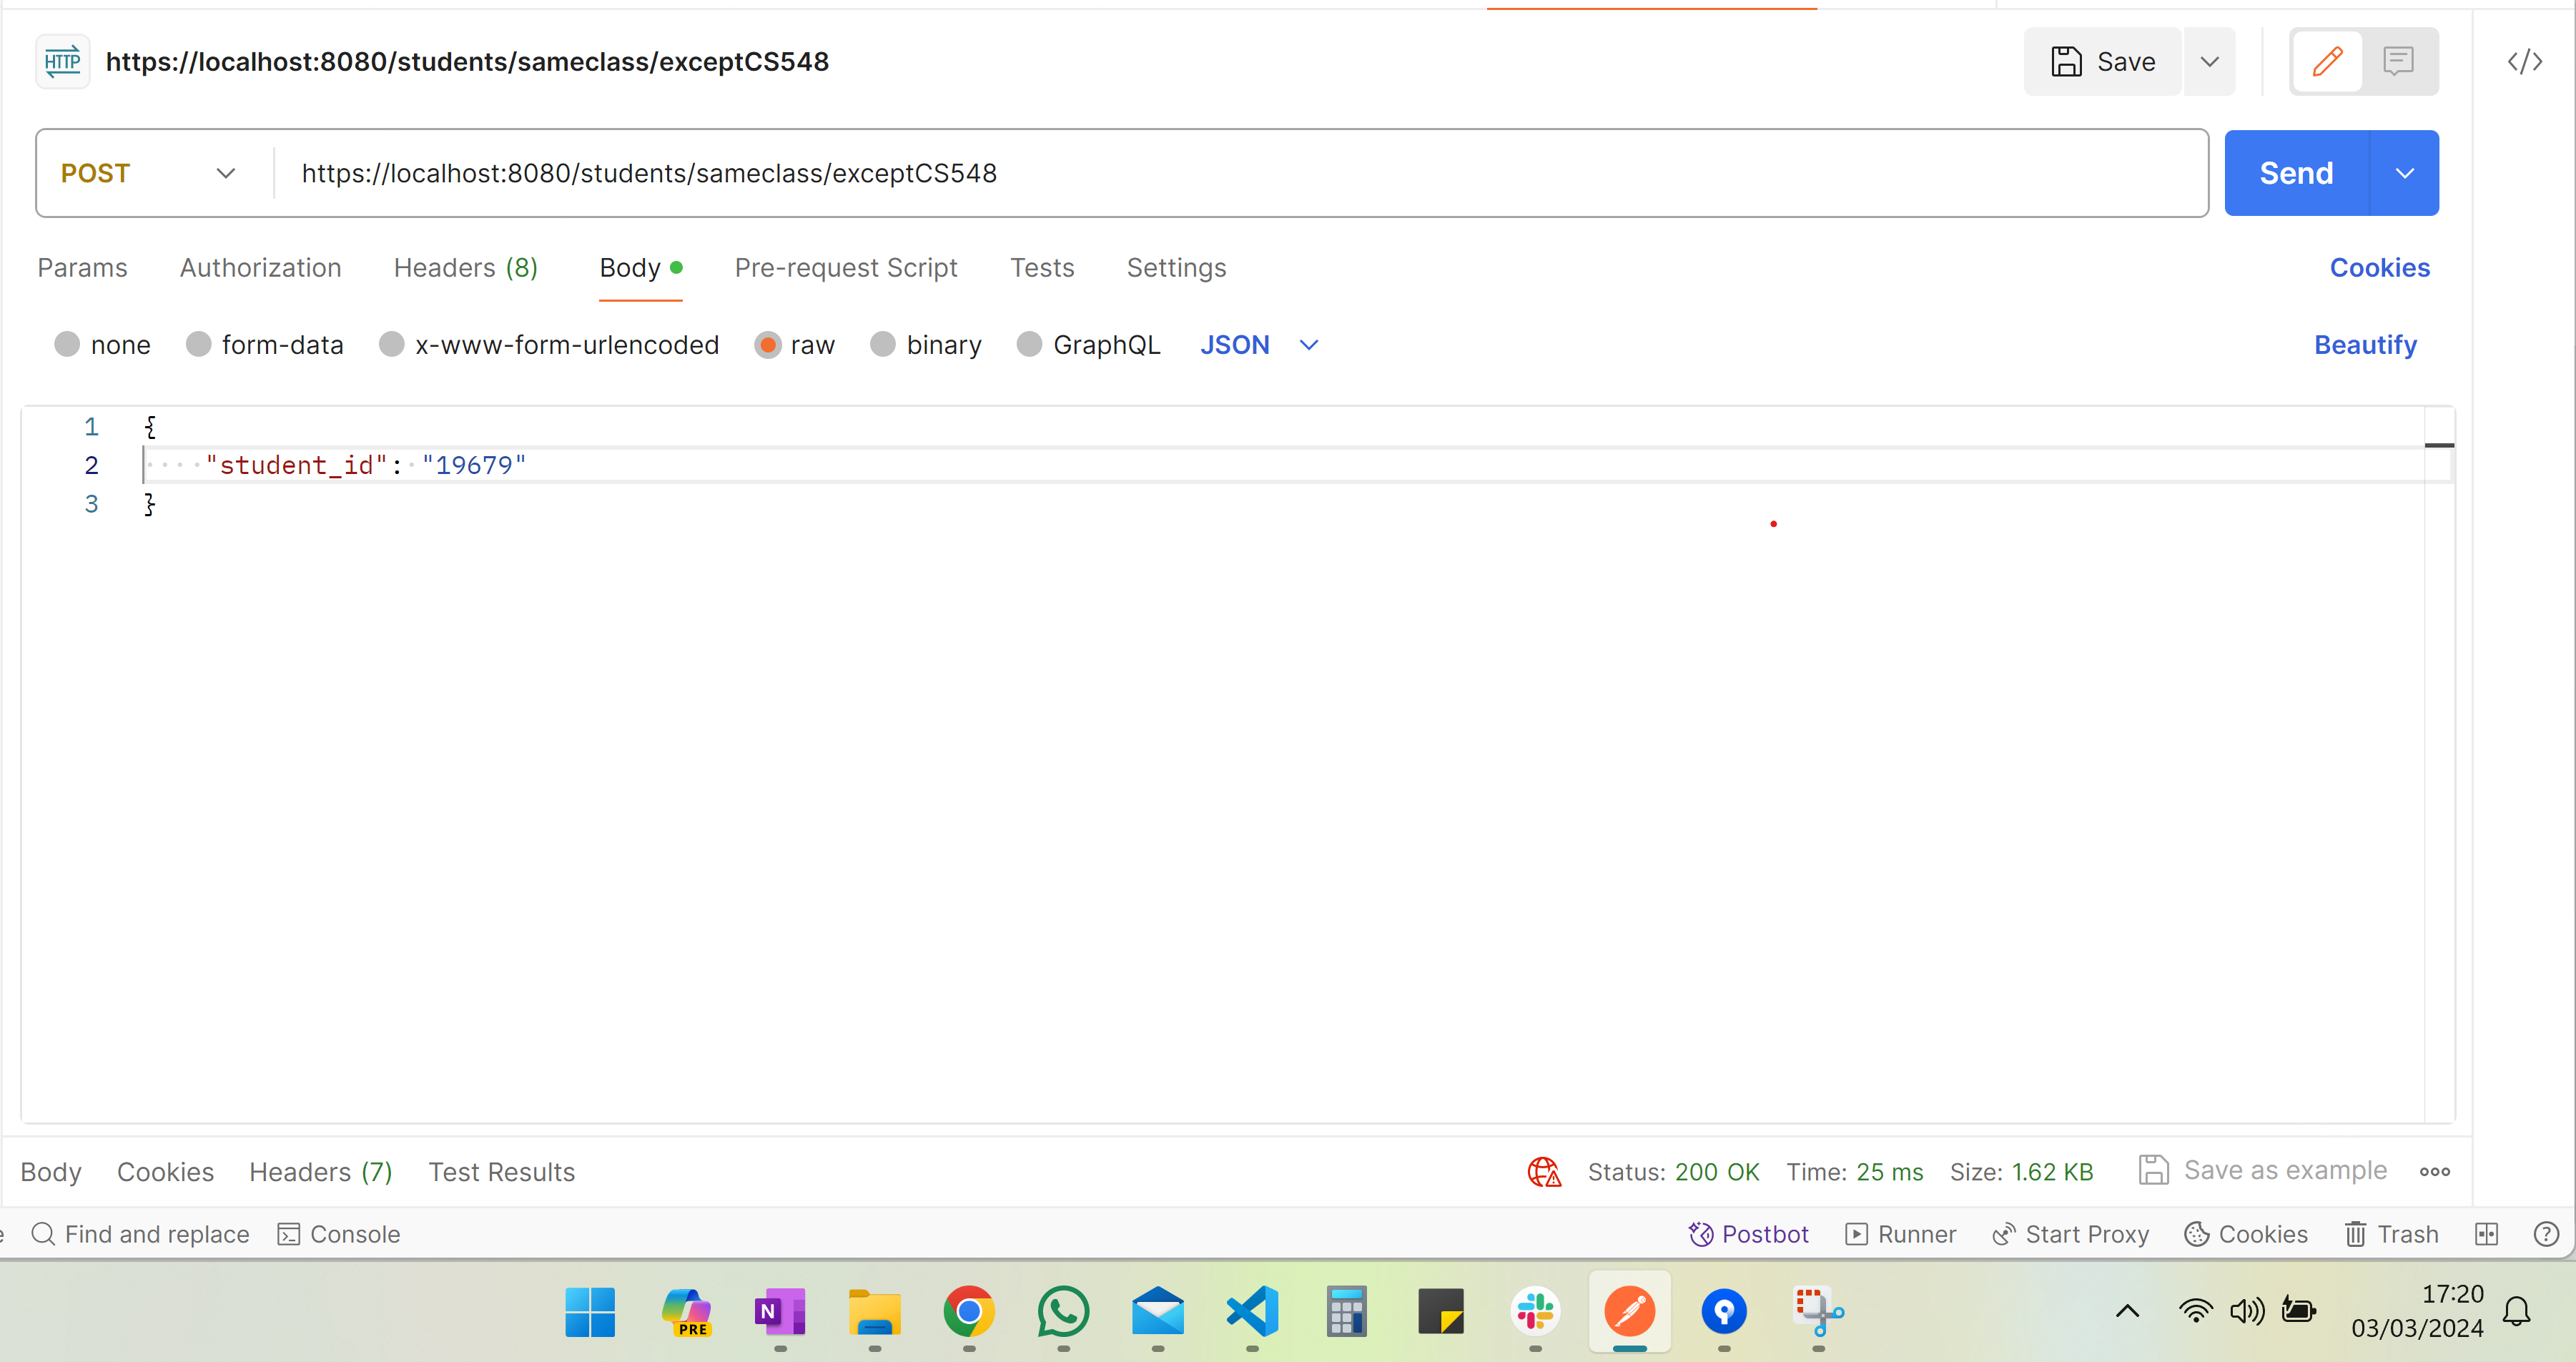 HTTP https://localhost:8080/students/sameclass/exceptCS548 Save
POST https://localhost:8080/students/sameclass/exceptCS548 Send
Params Authorization Headers (8) Body Pre-request Script Tests Settings Cookies
none form-data x-www-form-urlencoded raw binary GraphQL JSON Beautify
1 {
2 "student_id": "19679"
3 }
Body Cookies Headers (7) Test Results Status: 200 OK Time: 25 ms Size: 1.62 KB Save as example
Find and replace Console Postbot Runner Start Proxy Cookies Trash
PRE N 17:20
03/03/2024